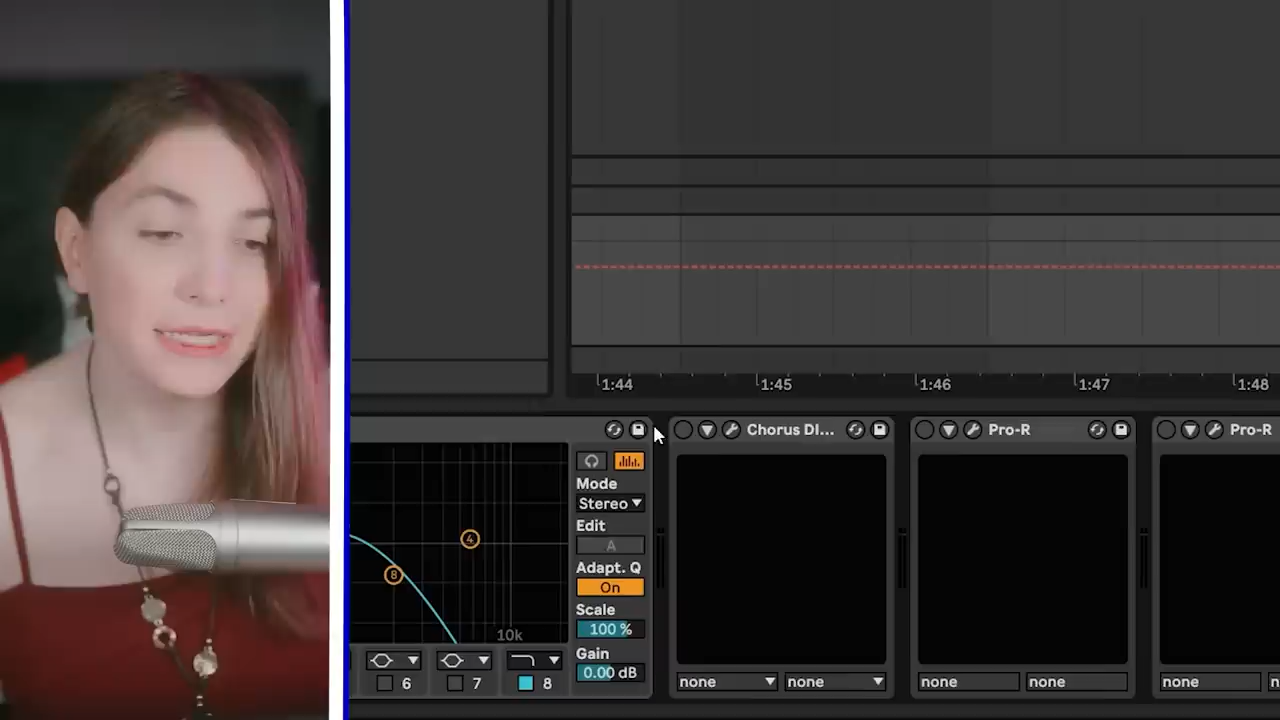 1:44 1:45 1:46 1:47 1:48
Chorus DI... Pro-R Pro-R
Mode
Stereo
Edit
A
Adapt. Q
On
Scale
100 %
Gain
0.00 dB
4
8
10k
6 7 8
none none none none none